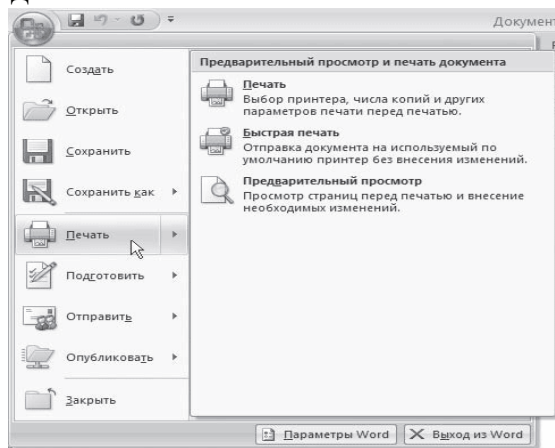 Докумен
Создать
Открыть
Сохранить
Сохранить как
Печать
Подготовить
Отправить
Опубликовать
Закрыть
Предварительный просмотр и печать документа
Печать
Выбор принтера, числа копий и других
параметров печати перед печатью.
Быстрая печать
Отправка документа на используемый по
умолчанию принтер без внесения изменений.
Предварительный просмотр
Просмотр страниц перед печатью и внесение
необходимых изменений.
Параметры Word
Выход из Word